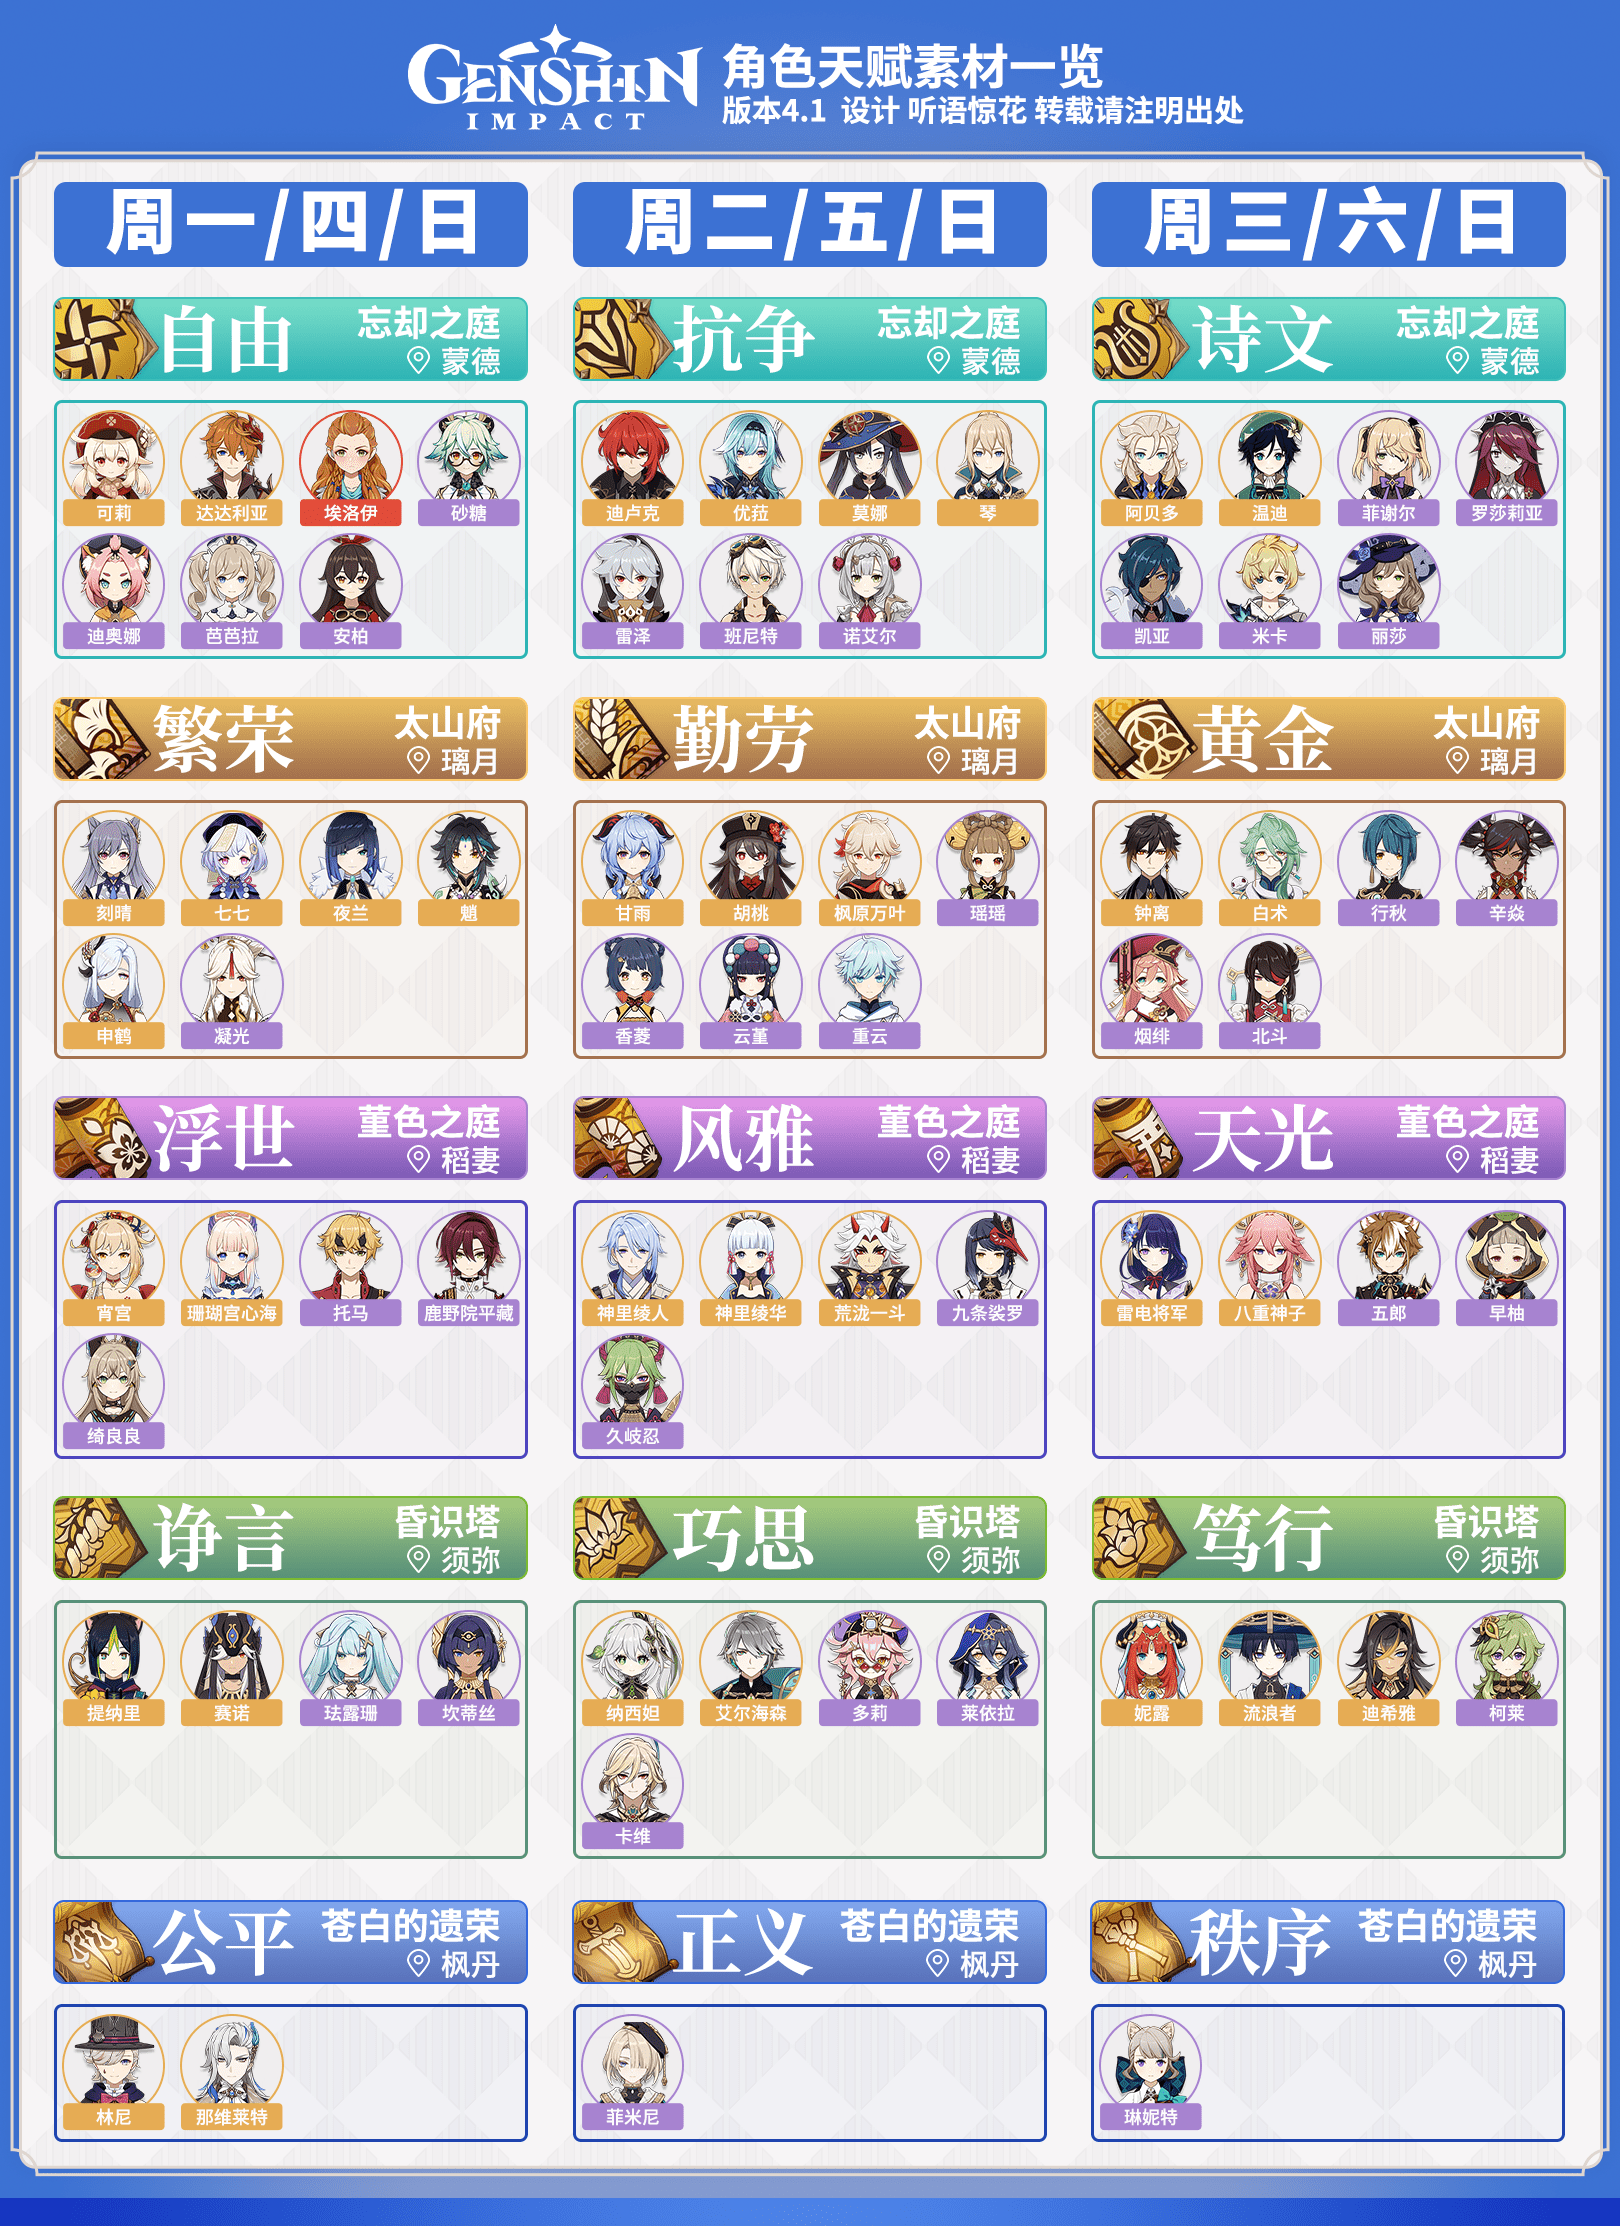 GENSHIN
IMPACT
角色天赋素材一览
版本4.1 设计 听语惊花 转载请注明出处
周一/四/日
周二/五/日
周三/六/日
自由 忘却之庭
蒙德
抗争 忘却之庭
蒙德
诗文 忘却之庭
蒙德
可莉 达达利亚 埃洛伊 砂糖
迪奥娜 芭芭拉 安柏
迪卢克 优菈 莫娜 琴
雷泽 班尼特 诺艾尔
阿贝多 温迪 菲谢尔 罗莎莉亚
凯亚 米卡 丽莎
繁荣 太山府
璃月
勤劳 太山府
璃月
黄金 太山府
璃月
刻晴 七七 夜兰 魈
申鹤 凝光
甘雨 胡桃 枫原万叶 瑶瑶
香菱 云堇 重云
钟离 白术 行秋 辛焱
烟绯 北斗
浮世 菫色之庭
稻妻
风雅 菫色之庭
稻妻
天光 菫色之庭
稻妻
宵宫 珊瑚宫心海 托马 鹿野院平藏
绮良良
神里绫人 神里绫华 荒泷一斗 九条裟罗
久岐忍
雷电将军 八重神子 五郎 早柚
诤言 昏识塔
须弥
巧思 昏识塔
须弥
笃行 昏识塔
须弥
提纳里 赛诺 珐露珊 坎蒂丝
纳西妲 艾尔海森 多莉 莱依拉
卡维
妮露 流浪者 迪希雅 柯莱
公平 苍白的遗荣
枫丹
正义 苍白的遗荣
枫丹
秩序 苍白的遗荣
枫丹
林尼 那维莱特
菲米尼
琳妮特